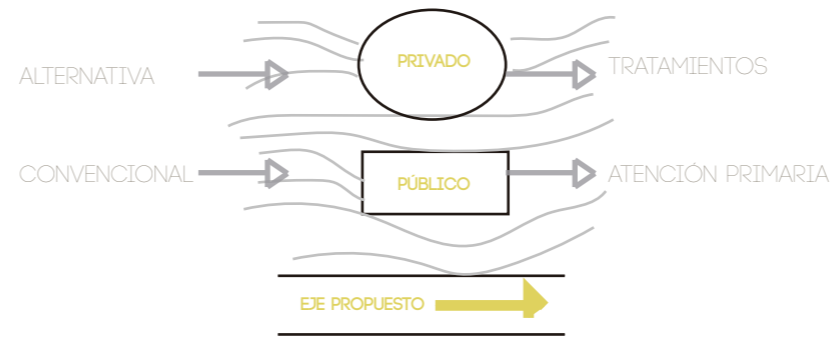 ALTERNATIVA
PRIVADO
TRATAMIENTOS
CONVENCIONAL
PÚBLICO
ATENCIÓN PRIMARIA
EJE PROPUESTO